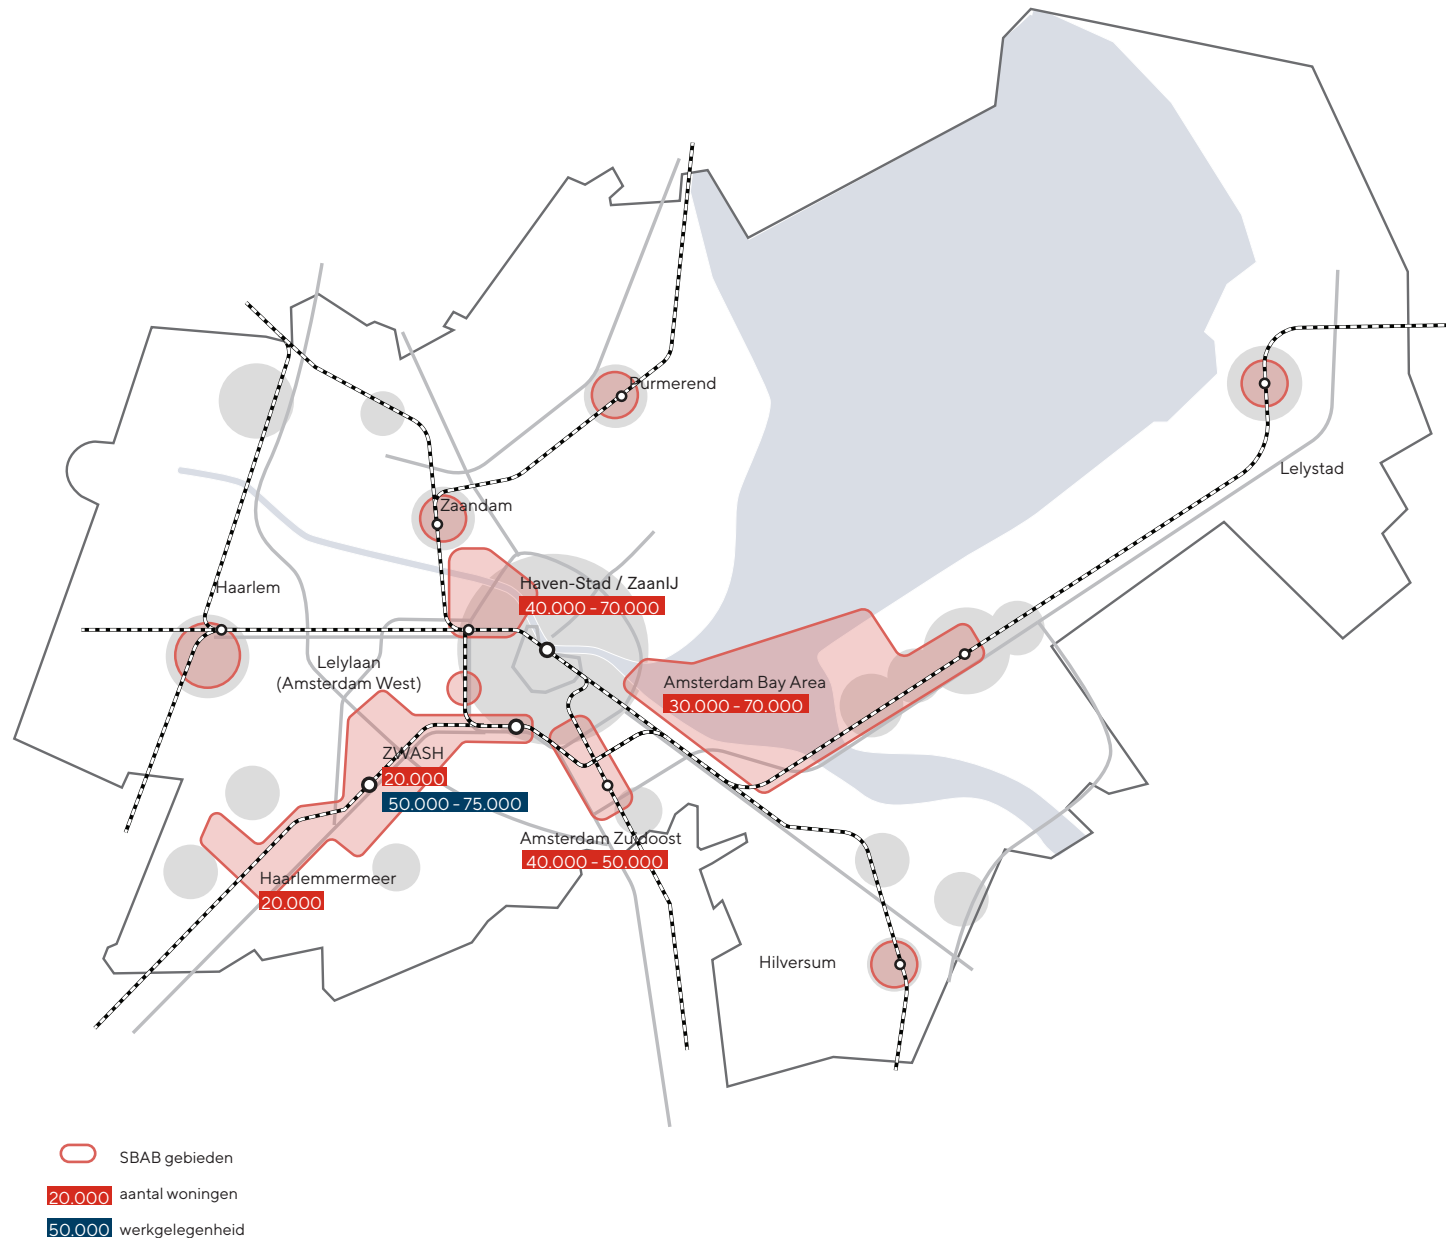 Purmerend
Lelystad
Zaandam
Haarlem
Haven-Stad / ZaanIJ
40.000 - 70.000
Lelylaan
(Amsterdam West)
Amsterdam Bay Area
30.000 - 70.000
ZWASH
20.000
50.000 - 75.000
Amsterdam Zuidoost
40.000 - 50.000
Haarlemmermeer
20.000
Hilversum
SBAB gebieden
20.000 aantal woningen
50.000 werkgelegenheid